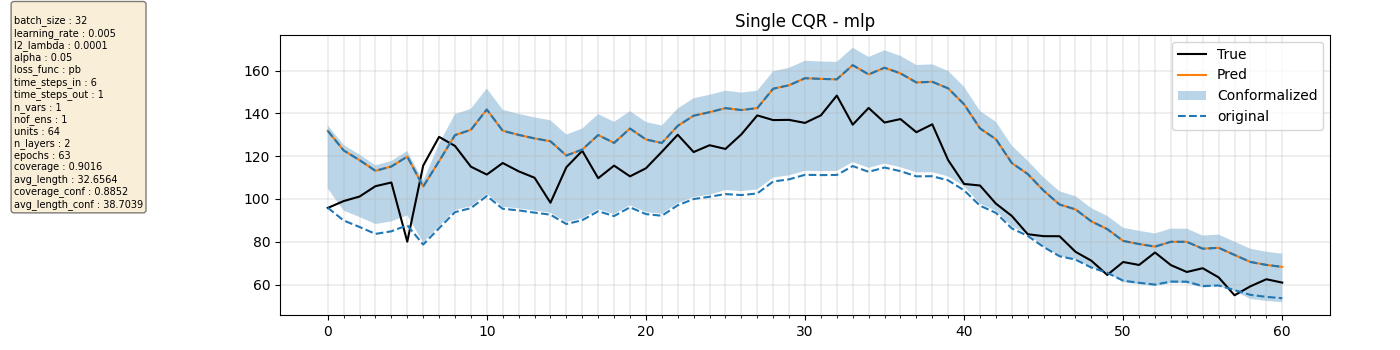 Single CQR - mlp
batch_size : 32
learning_rate : 0.005
l2_lambda : 0.0001
alpha : 0.05
loss_func : pb
time_steps_in : 6
time_steps_out : 1
n_vars : 1
nof_ens : 1
units : 64
n_layers : 2
epochs : 63
coverage : 0.9016
avg_length : 32.6564
coverage_conf : 0.8852
avg_length_conf : 38.7039
160
140
120
100
80
60
True
Pred
Conformalized
original
0 10 20 30 40 50 60